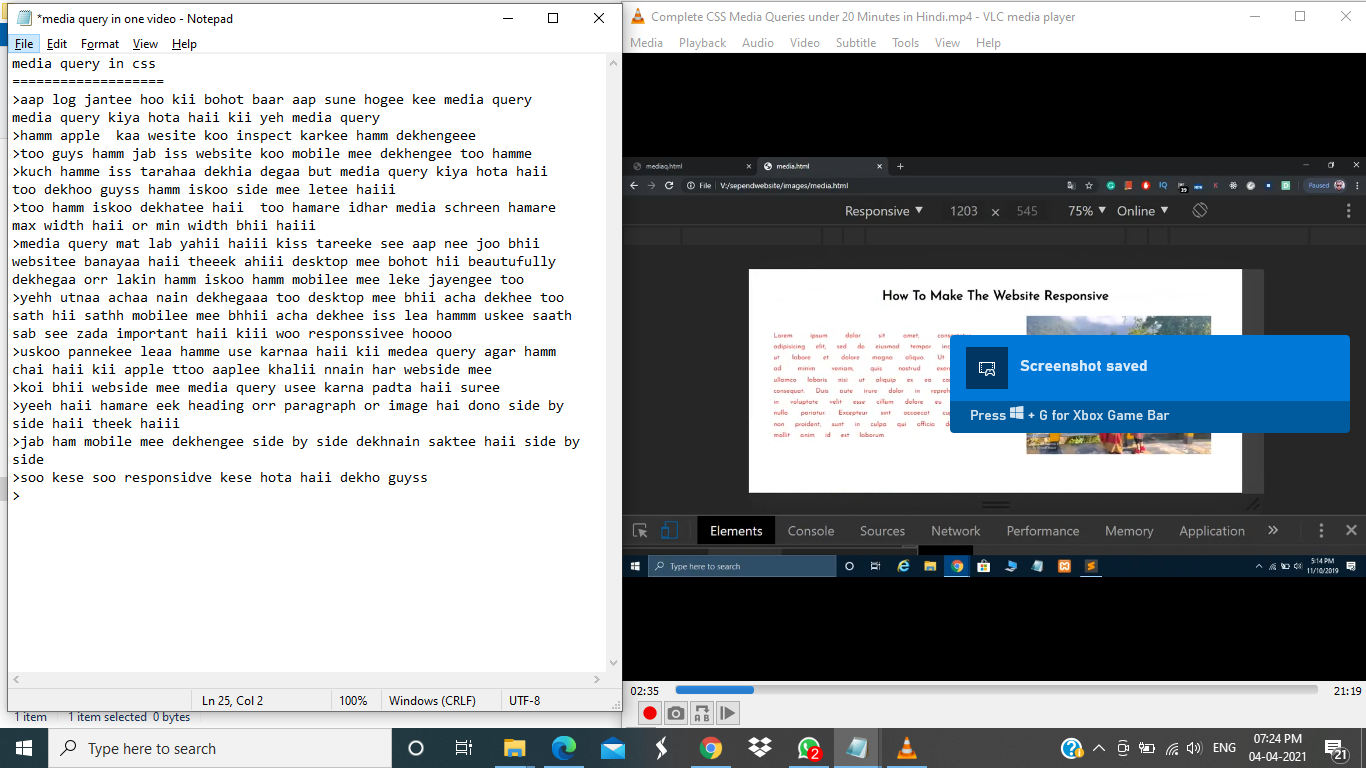 *media query in one video - Notepad
File Edit Format View Help
media query in css
===================
>aap log jantee hoo kii bohot baar aap sune hogee kee media query
media query kiya hota haii kii yeh media query
>hamm apple  kaa wesite koo inspect karkee hamm dekhengeee
>too guys hamm jab iss website koo mobile mee dekhengee too hamme
>kuch hamme iss tarahaa dekhia degaa but media query kiya hota haii
too dekhoo guyss hamm iskoo side mee letee haiii
>too hamm iskoo dekhatee haii  too hamare idhar media schreen hamare
max width haii or min width bhii haiii
>media query mat lab yahii haiii kiss tareeke see aap nee joo bhii
websitee banayaa haii theeek ahiii desktop mee bohot hii beautufully
dekhegaa orr lakin hamm iskoo hamm mobilee mee leke jayengee too
>yehh utnaa achaa nain dekhegaaa too desktop mee bhii acha dekhee too
sath hii sathh mobilee mee bhhii acha dekhee iss lea hammm uskee saath
sab see zada important haii kiii woo responssivee hoooo
>uskoo pannekee leaa hamme use karnaa haii kii medea query agar hamm
chai haii kii apple ttoo aaplee khalii nnain har webside mee
>koi bhii webside mee media query usee karna padta haii suree
>yeeh haii hamare eek heading orr paragraph or image hai dono side by
side haii theek haiii
>jab ham mobile mee dekhengee side by side dekhnain saktee haii side by
side
>soo kese soo responsidve kese hota haii dekho guyss
>
Ln 25, Col 2 100% Windows (CRLF) UTF-8
1 item 1 item selected 0 bytes
Complete CSS Media Queries under 20 Minutes in Hindi.mp4 - VLC media player
Media Playback Audio Video Subtitle Tools View Help
mediaq.html media.html
File V:/sependwebsite/images/media.html Paused
Responsive 1203 x 545 75% Online
How To Make The Website Responsive
Lorem ipsum dolor sit amet,
adipisicing elit, sed do eiusmod tempor
ut labore et dolore magna aliqua. Ut
ad minim veniam, quis nostrud
ullamco laboris nisi ut aliquip ex ea
consequat. Duis aute irure dolor in
in voluptate velit esse cillum dolore eu
nulla pariatur. Excepteur sint occaecat
non proident, sunt in culpa qui officia
mollit anim id est laborum.
Screenshot saved
Press + G for Xbox Game Bar
Elements Console Sources Network Performance Memory Application
Type here to search
5:14 PM
11/10/2019
02:35 21:19
Type here to search
2
ENG
07:24 PM
04-04-2021
21